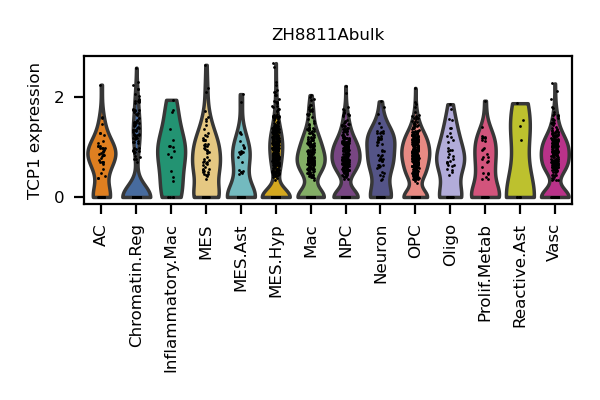 ZH8811Abulk
TCP1 expression
2
0
AC
Chromatin.Reg
Inflammatory.Mac
MES
MES.Ast
MES.Hyp
Mac
NPC
Neuron
OPC
Oligo
Prolif.Metab
Reactive.Ast
Vasc